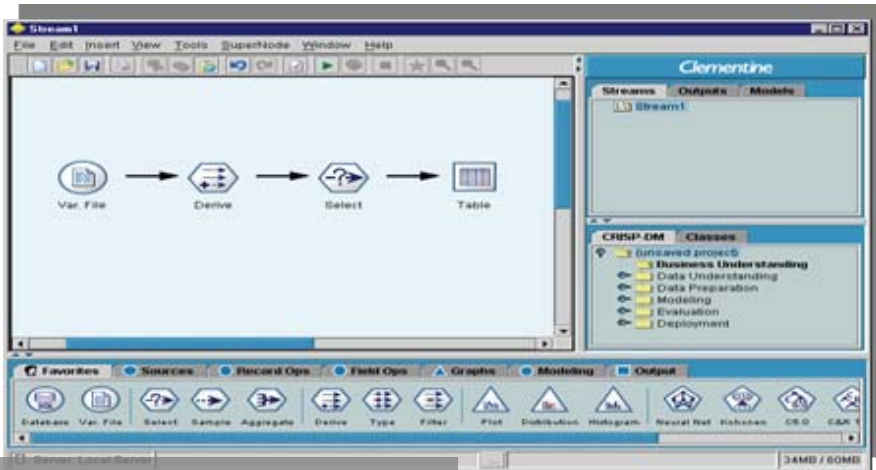 Stream1
File Edit Insert View Tools SuperNode Window Help
Clementine
Streams Outputs Models
Stream1
Var. File Derive Select Table
CRISP-DM Classes
(unsaved project)
Business Understanding
Data Understanding
Data Preparation
Modeling
Evaluation
Deployment
Favorites Sources Record Ops Field Ops Graphs Modeling Output
Database Var. File Select Sample Aggregate Derive Type Filter Plot Distribution Histogram Neural Net Kohonen C5.0 C&R T
Server: Local Server
34MB / 60MB